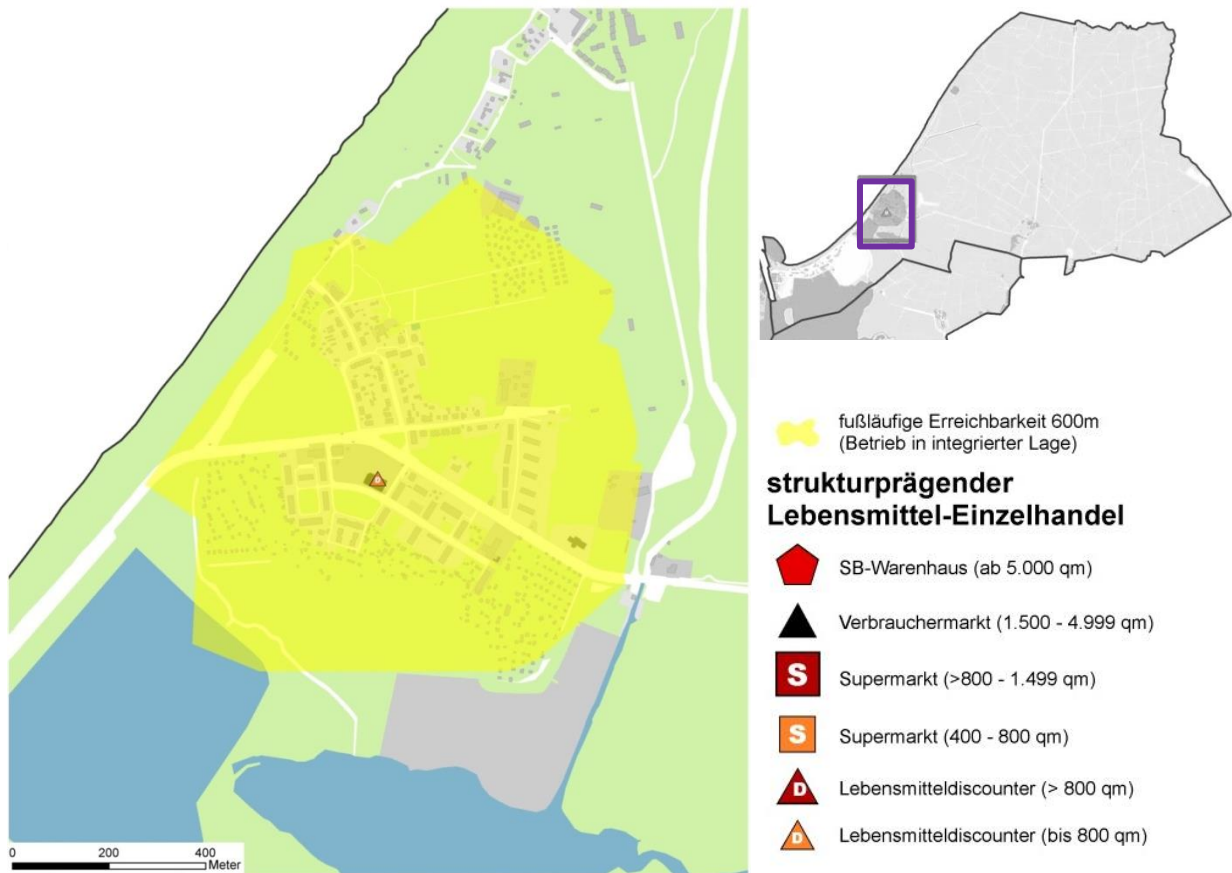 fußläufige Erreichbarkeit 600m
(Betrieb in integrierter Lage)
strukturprägender
Lebensmittel-Einzelhandel
SB-Warenhaus (ab 5.000 qm)
Verbrauchermarkt (1.500 - 4.999 qm)
S
Supermarkt (>800 - 1.499 qm)
S
Supermarkt (400 - 800 qm)
D
Lebensmitteldiscounter (> 800 qm)
D
Lebensmitteldiscounter (bis 800 qm)
D
0 200 400
Meter